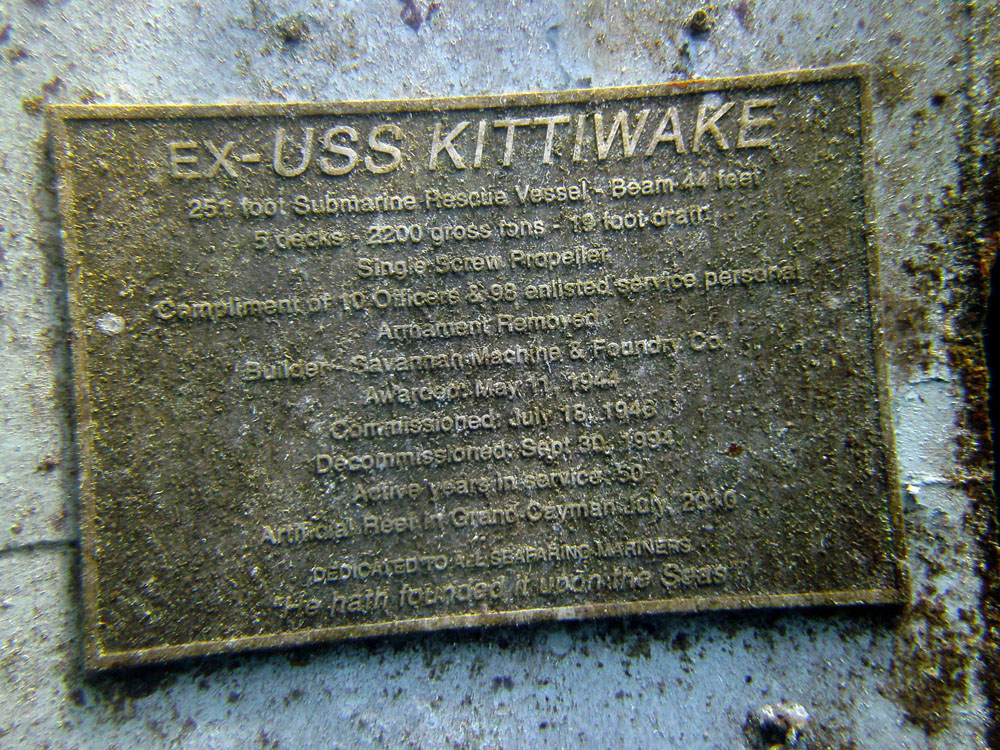 EX-USS KITTIWAKE
251 foot Submarine Rescue Vessel - Beam 44 feet
5 decks - 2200 gross tons - 19 foot draft
Single Screw Propeller
Compliment of 10 Officers & 98 enlisted service personal
Armament Removed
Builder - Savannah Machine & Foundry Co.
Awarded: May 11, 1944
Commissioned: July 18, 1946
Decommissioned: Sept 30, 1994
Active years in service: 50
Artificial Reef in Grand Cayman July, 2010
DEDICATED TO ALL SEAFARING MARINERS
"He hath founded it upon the Seas"